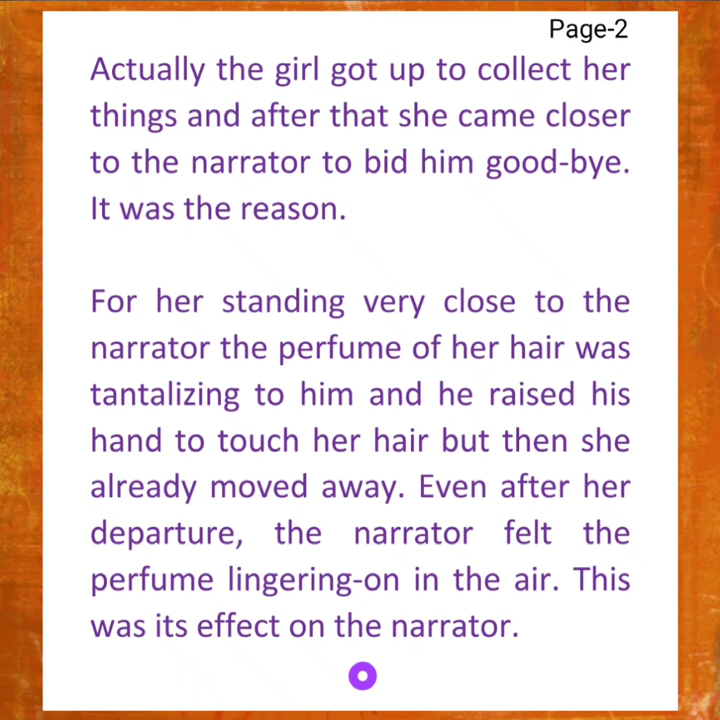 Page-2
Actually the girl got up to collect her
things and after that she came closer
to the narrator to bid him good-bye.
It was the reason.
For her standing very close to the
narrator the perfume of her hair was
tantalizing to him and he raised his
hand to touch her hair but then she
already moved away. Even after her
departure, the narrator felt the
perfume lingering-on in the air. This
was its effect on the narrator.